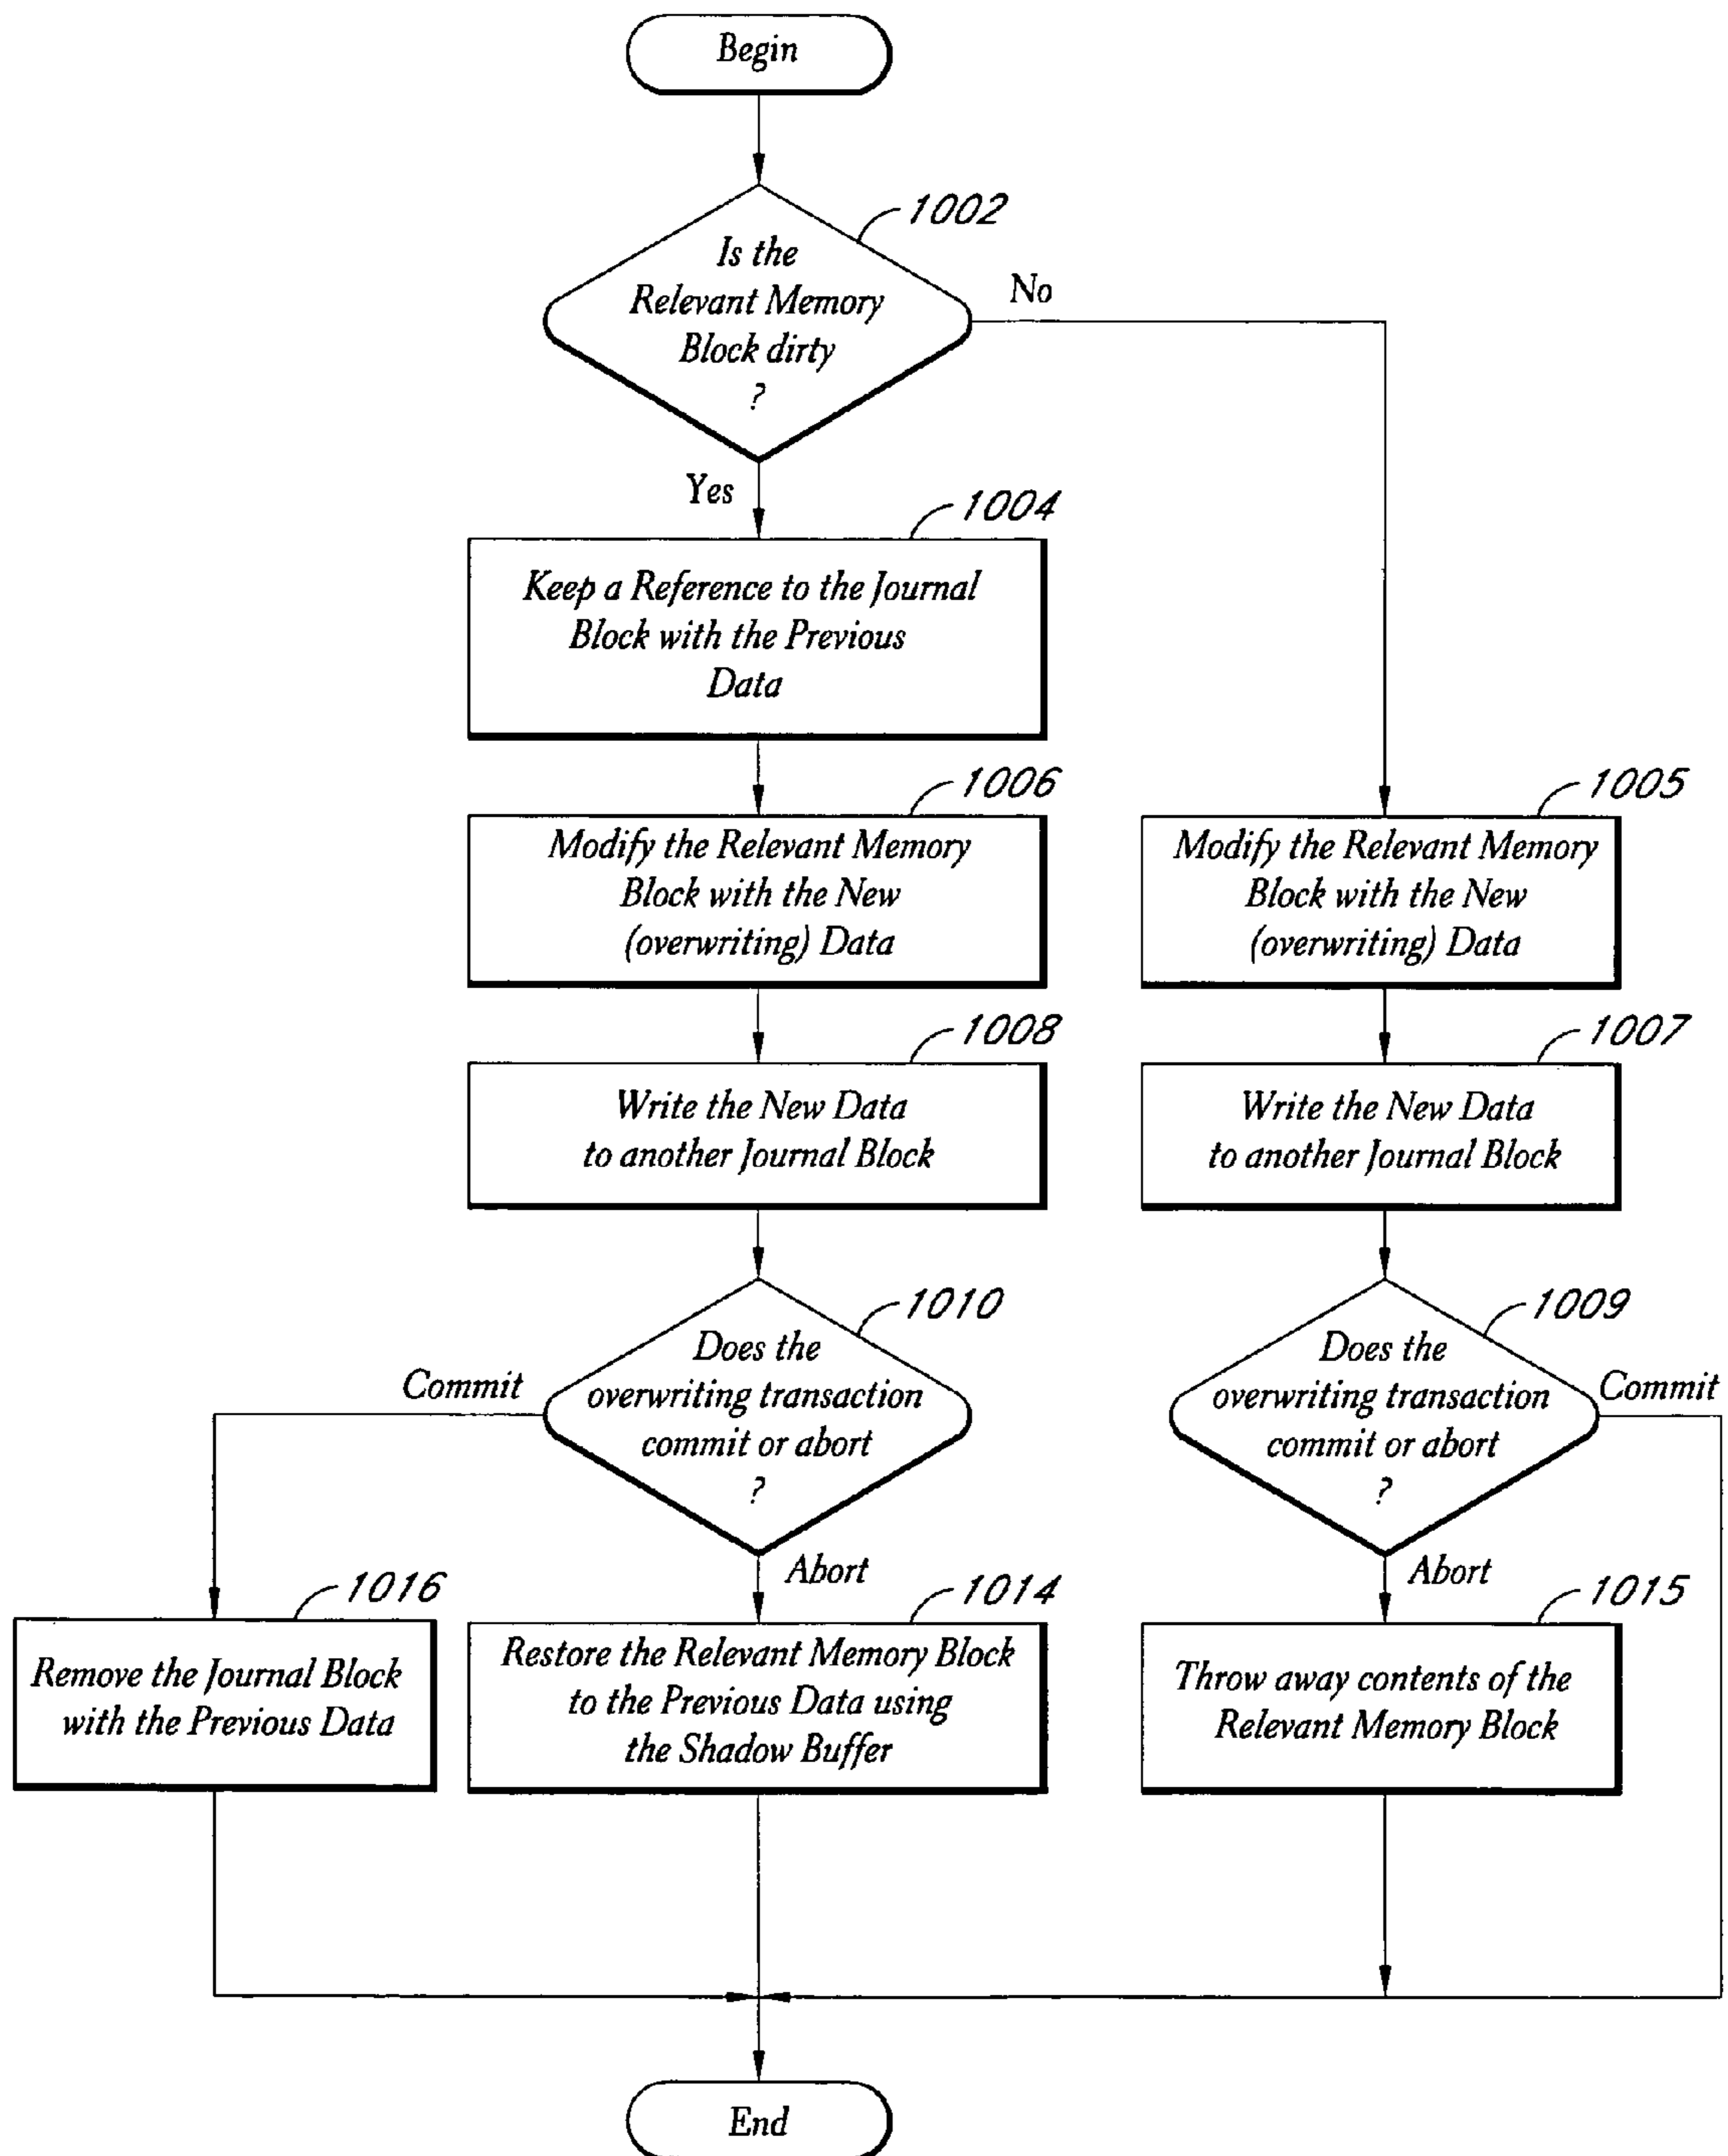 Begin
1002
Is the
Relevant Memory
Block dirty
?
No
Yes
1004
Keep a Reference to the Journal
Block with the Previous
Data
1006
Modify the Relevant Memory
Block with the New
(overwriting) Data
1005
Modify the Relevant Memory
Block with the New
(overwriting) Data
1008
Write the New Data
to another Journal Block
1007
Write the New Data
to another Journal Block
1010
Does the
overwriting transaction
commit or abort
?
Commit
Abort
1009
Does the
overwriting transaction
commit or abort
?
Commit
Abort
1016
Remove the Journal Block
with the Previous Data
1014
Restore the Relevant Memory Block
to the Previous Data using
the Shadow Buffer
1015
Throw away contents of the
Relevant Memory Block
End